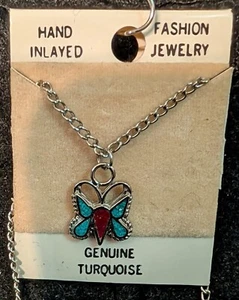 HAND FASHION
INLAYED JEWELRY
GENUINE
TURQUOISE